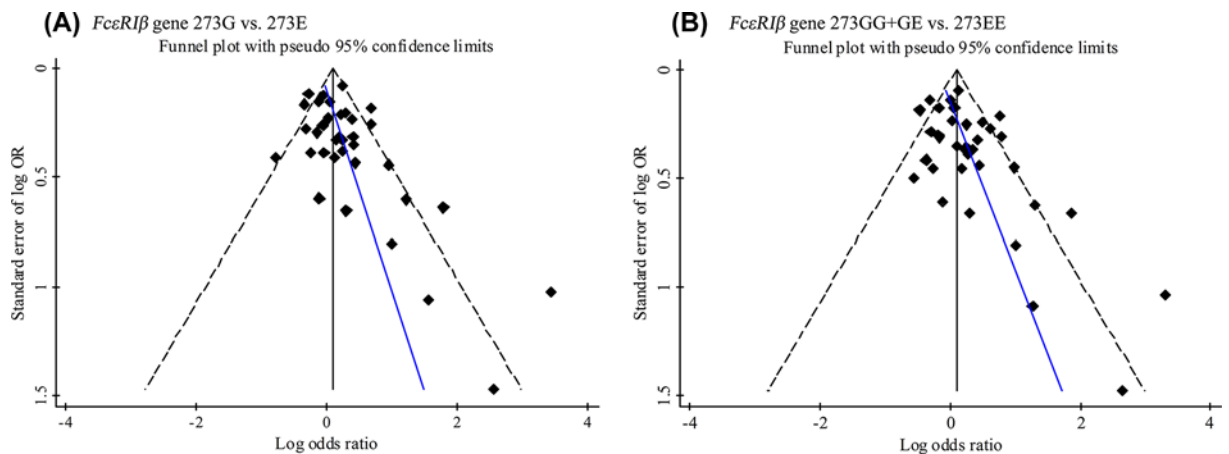 (A) FcεRIβ gene 273G vs. 273E
Funnel plot with pseudo 95% confidence limits
0
0.5
1
1.5
Standard error of log OR
-4
-2
0
2
4
Log odds ratio
(B) FcεRIβ gene 273GG+GE vs. 273EE
Funnel plot with pseudo 95% confidence limits
0
0.5
1
1.5
Standard error of log OR
-4
-2
0
2
4
Log odds ratio